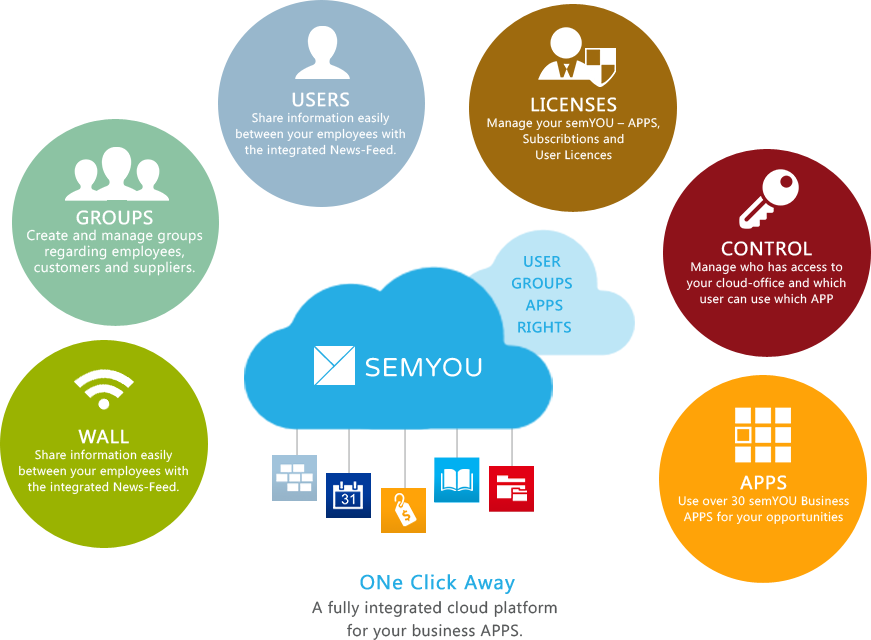 USERS
Share information easily
between your employees with
the integrated News-Feed.
LICENSES
Manage your semYOU – APPS,
Subscribtions and
User Licences
GROUPS
Create and manage groups
regarding employees,
customers and suppliers.
CONTROL
Manage who has access to
your cloud-office and which
user can use which APP
USER
GROUPS
APPS
RIGHTS
SEMYOU
WALL
Share information easily
between your employees with
the integrated News-Feed.
APPS
Use over 30 semYOU Business
APPS for your opportunities
31
$
ONe Click Away
A fully integrated cloud platform
for your business APPS.